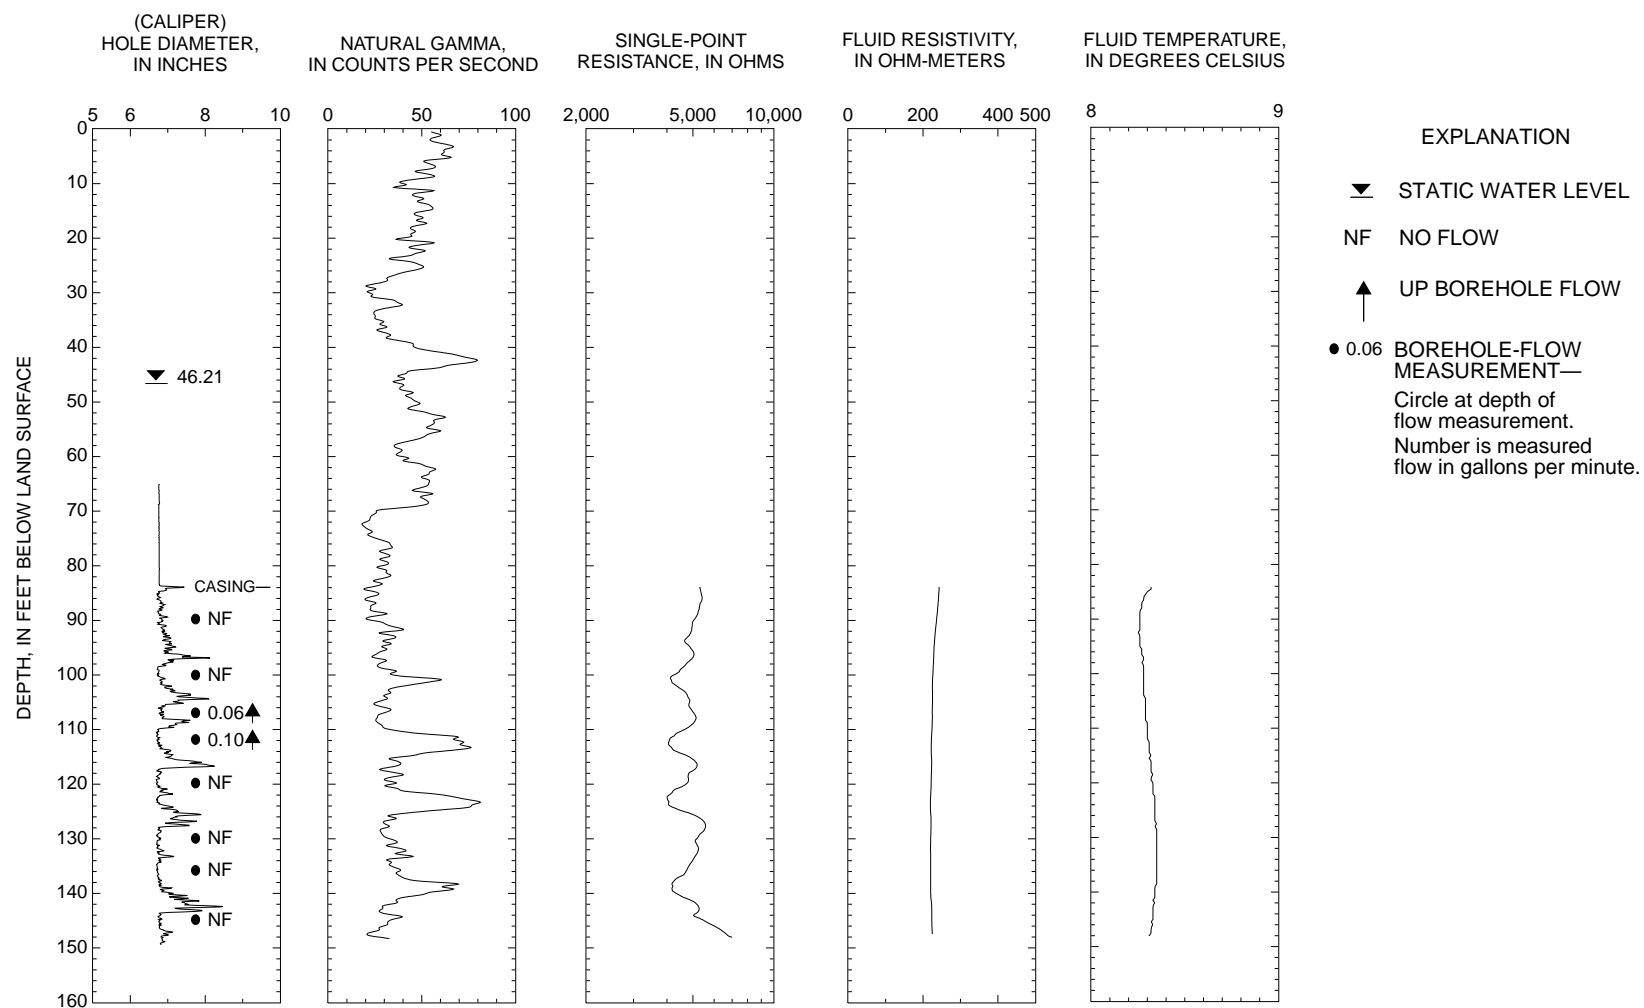 (CALIPER)
HOLE DIAMETER,
IN INCHES
NATURAL GAMMA,
IN COUNTS PER SECOND
SINGLE-POINT
RESISTANCE, IN OHMS
FLUID RESISTIVITY,
IN OHM-METERS
FLUID TEMPERATURE,
IN DEGREES CELSIUS
5 6 8 10
0 50 100
2,000 5,000 10,000
0 200 400 500
8 9
DEPTH, IN FEET BELOW LAND SURFACE
0
10
20
30
40
50
60
70
80
90
100
110
120
130
140
150
160
46.21
CASING
NF
NF
0.06
0.10
NF
NF
NF
NF
EXPLANATION
STATIC WATER LEVEL
NF NO FLOW
UP BOREHOLE FLOW
0.06 BOREHOLE-FLOW
MEASUREMENT—
Circle at depth of
flow measurement.
Number is measured
flow in gallons per minute.